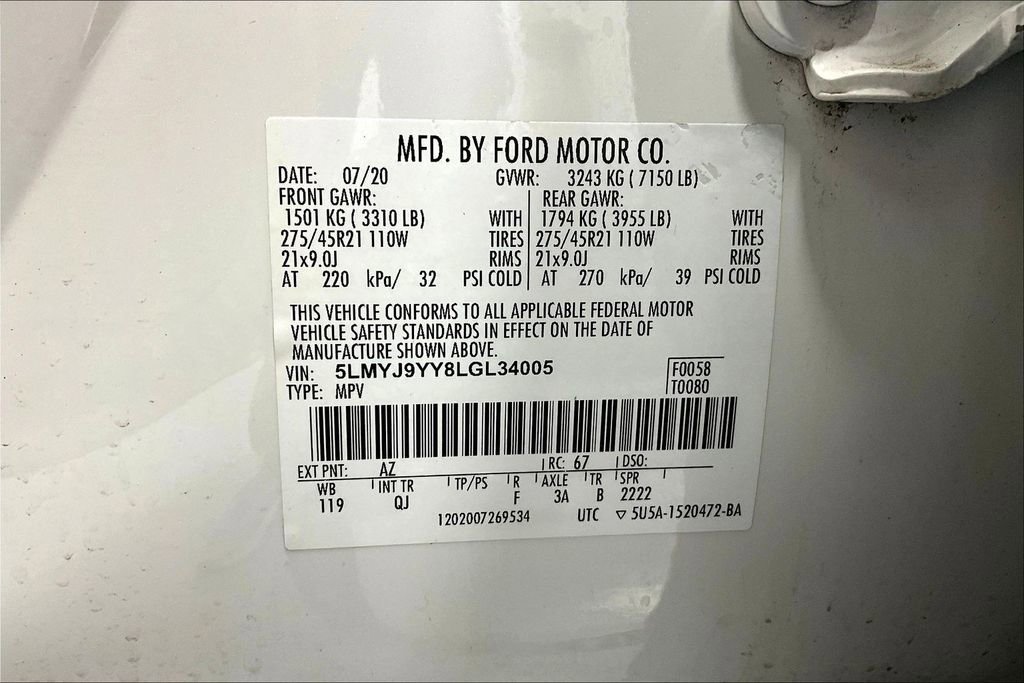 MFD. BY FORD MOTOR CO.
DATE: 07/20 GVWR: 3243 KG ( 7150 LB)
FRONT GAWR: REAR GAWR:
1501 KG ( 3310 LB) WITH 1794 KG ( 3955 LB) WITH
275/45R21 110W TIRES 275/45R21 110W TIRES
21x9.0J RIMS 21x9.0J RIMS
AT 220 kPa/ 32 PSI COLD AT 270 kPa/ 39 PSI COLD
THIS VEHICLE CONFORMS TO ALL APPLICABLE FEDERAL MOTOR
VEHICLE SAFETY STANDARDS IN EFFECT ON THE DATE OF
MANUFACTURE SHOWN ABOVE.
VIN: 5LMYJ9YY8LGL34005 F0058
TYPE: MPV T0080
EXT PNT: AZ RC: 67 DSO:
WB INT TR TP/PS R AXLE TR SPR
119 QJ F 3A B 2222
1202007269534 UTC ▽ 5U5A-1520472-BA